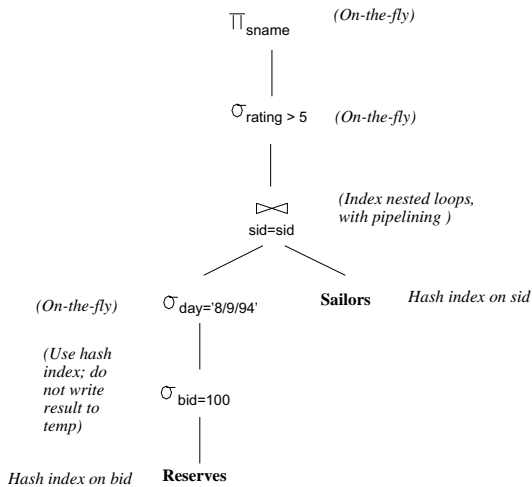 π sname (On-the-fly)
σ rating > 5 (On-the-fly)
(Index nested loops,
with pipelining )
⋈
sid=sid
(On-the-fly) σ day='8/9/94' Sailors Hash index on sid
(Use hash
index; do
not write
result to
temp)
σ bid=100
Hash index on bid Reserves